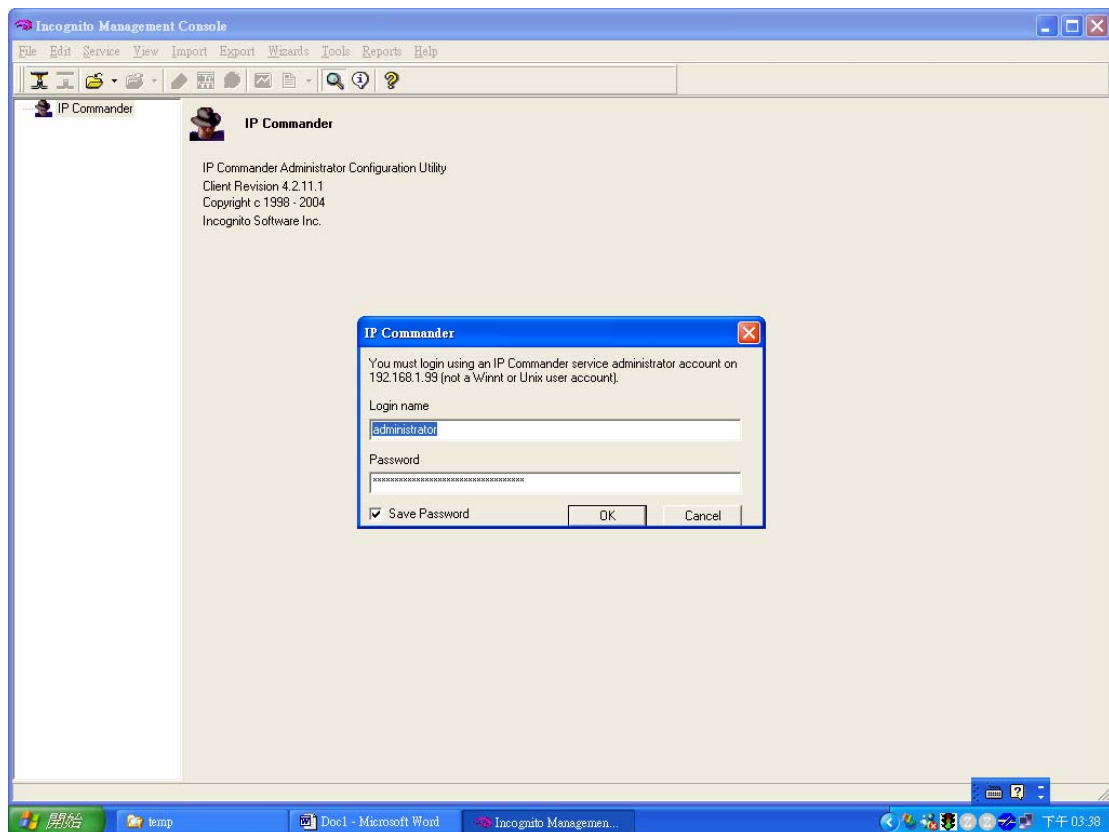 Incognito Management Console
File Edit Service View Import Export Wizards Tools Reports Help
IP Commander
IP Commander
IP Commander Administrator Configuration Utility
Client Revision 4.2.11.1
Copyright c 1998 - 2004
Incognito Software Inc.
IP Commander
You must login using an IP Commander service administrator account on
192.168.1.99 (not a Winnt or Unix user account).
Login name
administrator
Password
Save Password
OK
Cancel
開始
temp
Doc1 - Microsoft Word
Incognito Managemen...
下午 03:38